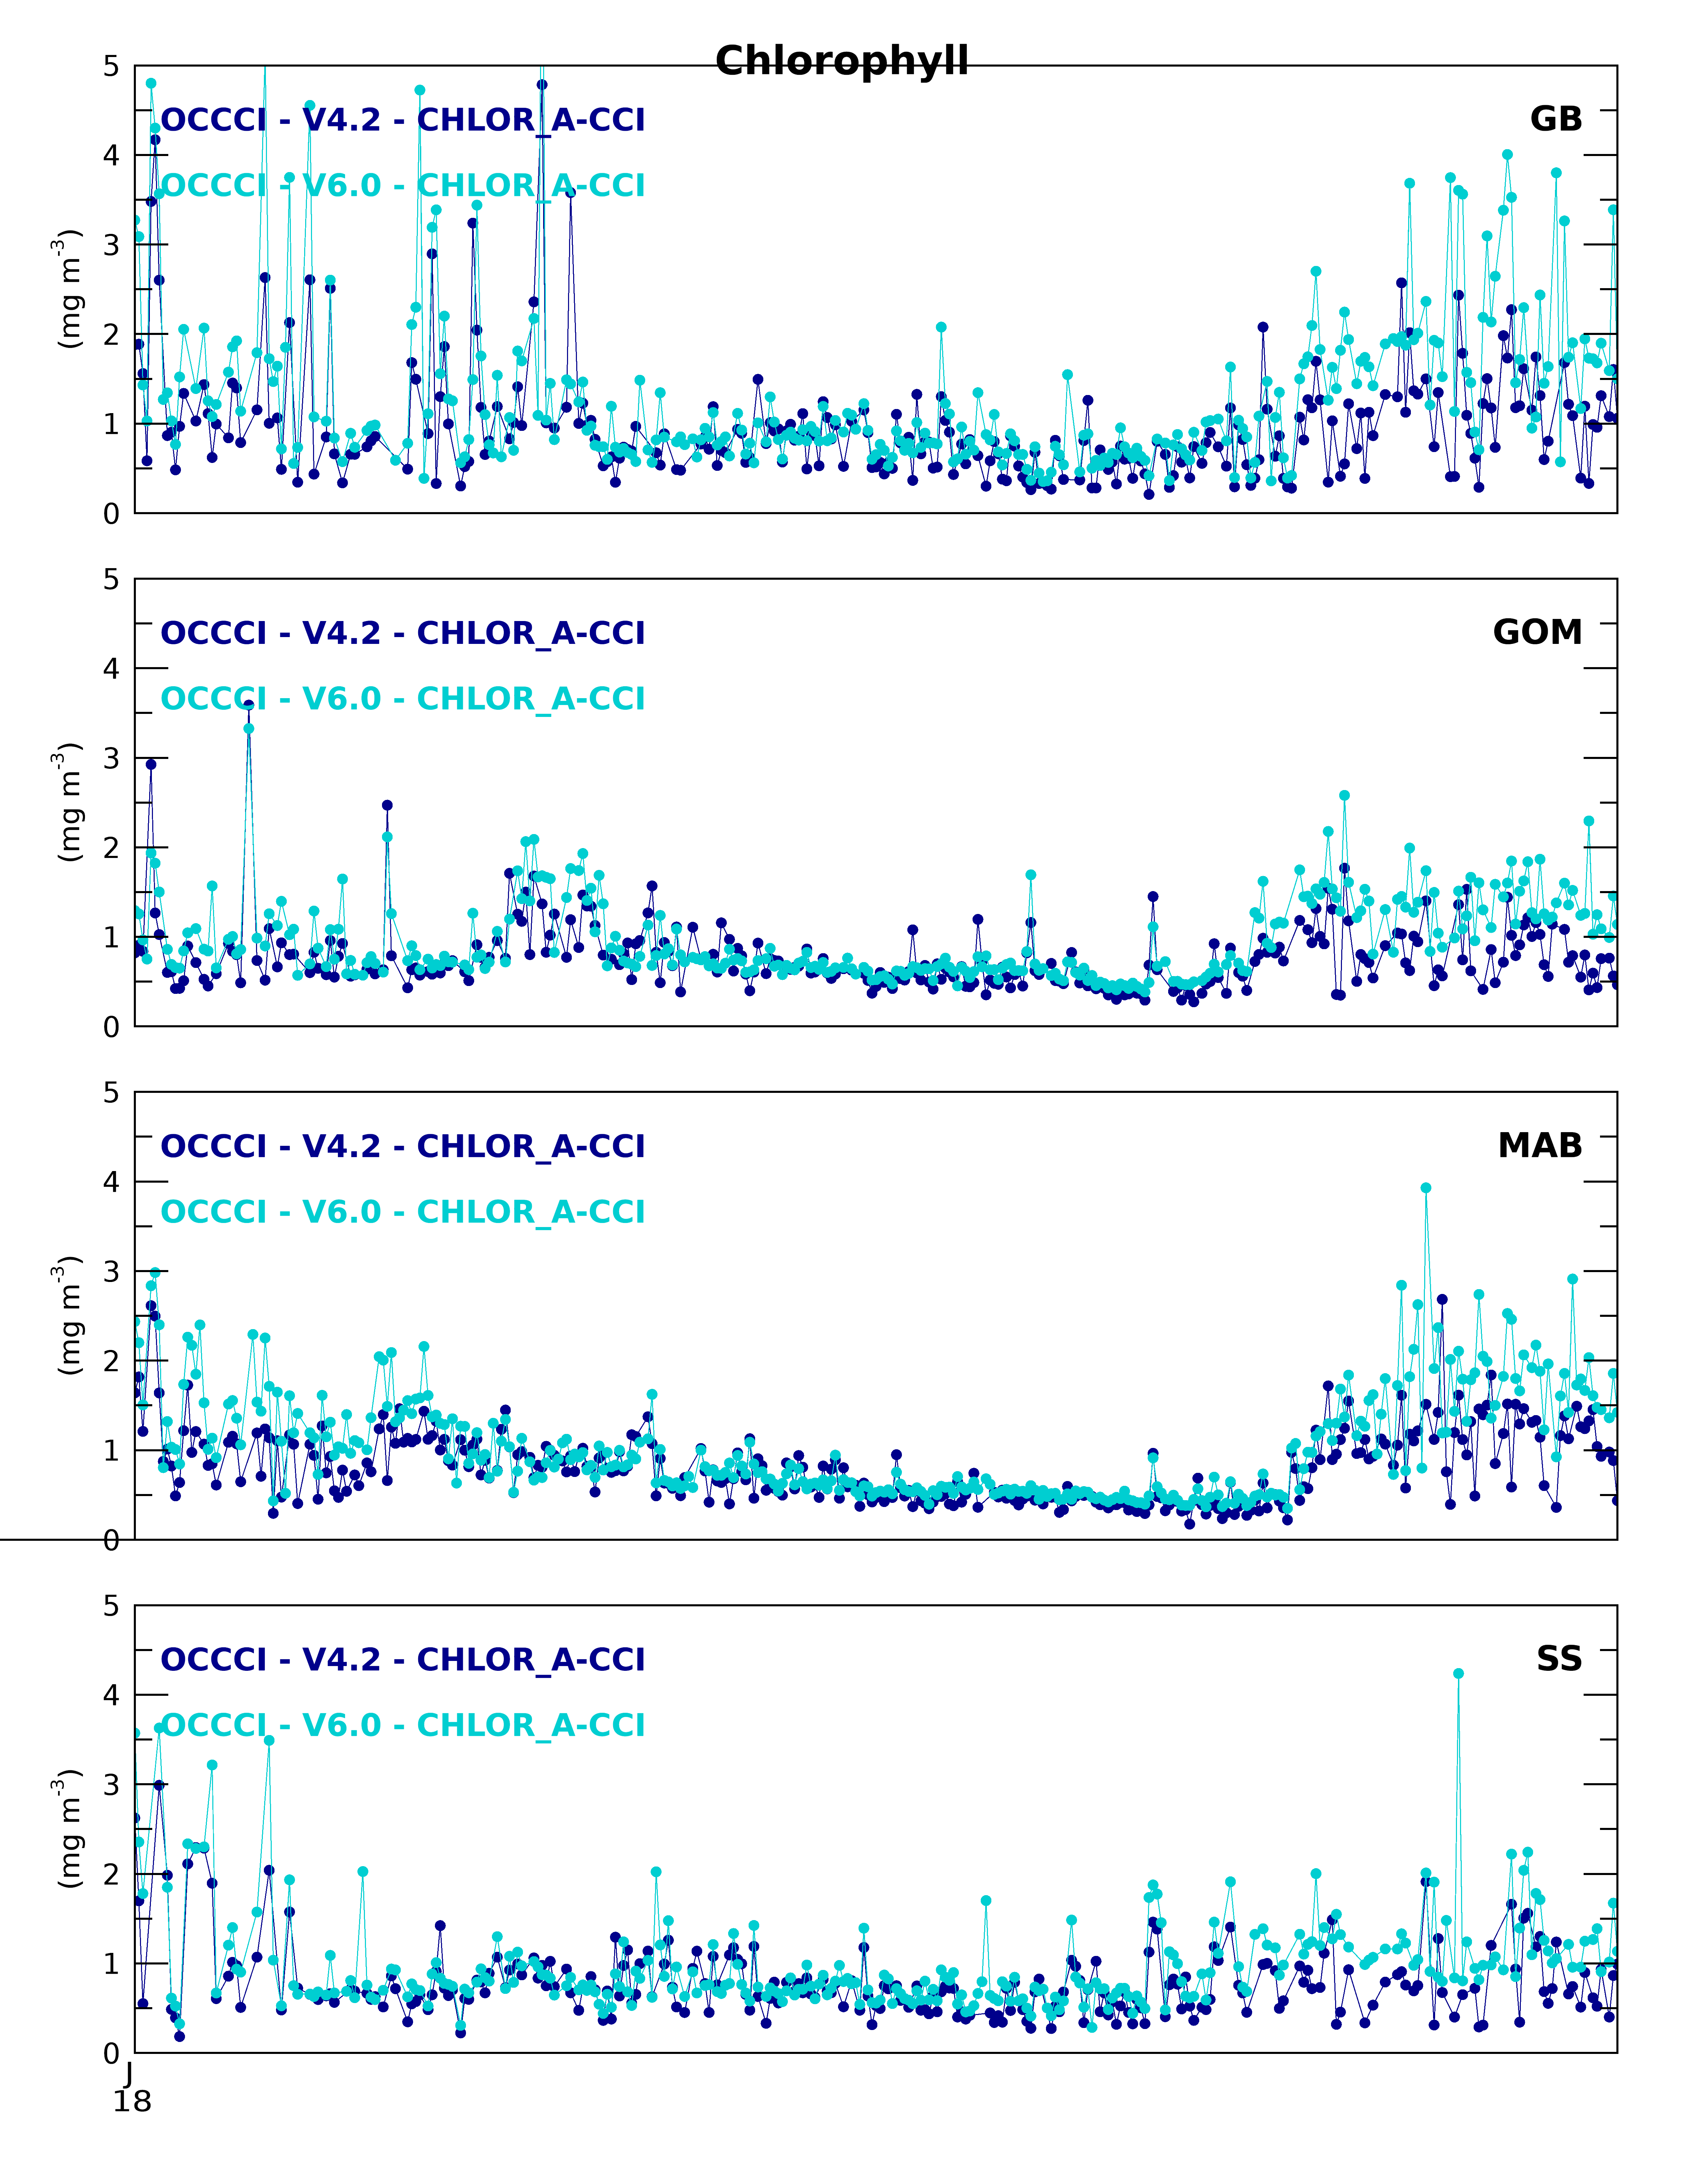 Chlorophyll
5
OCCCI - V4.2 - CHLOR_A-CCI
GB
4
OCCCI - V6.0 - CHLOR_A-CCI
3
(mg m-3)
2
1
0
5
OCCCI - V4.2 - CHLOR_A-CCI
GOM
4
OCCCI - V6.0 - CHLOR_A-CCI
3
(mg m-3)
2
1
0
5
OCCCI - V4.2 - CHLOR_A-CCI
MAB
4
OCCCI - V6.0 - CHLOR_A-CCI
3
(mg m-3)
2
1
0
5
OCCCI - V4.2 - CHLOR_A-CCI
SS
4
OCCCI - V6.0 - CHLOR_A-CCI
3
(mg m-3)
2
1
0
J
18